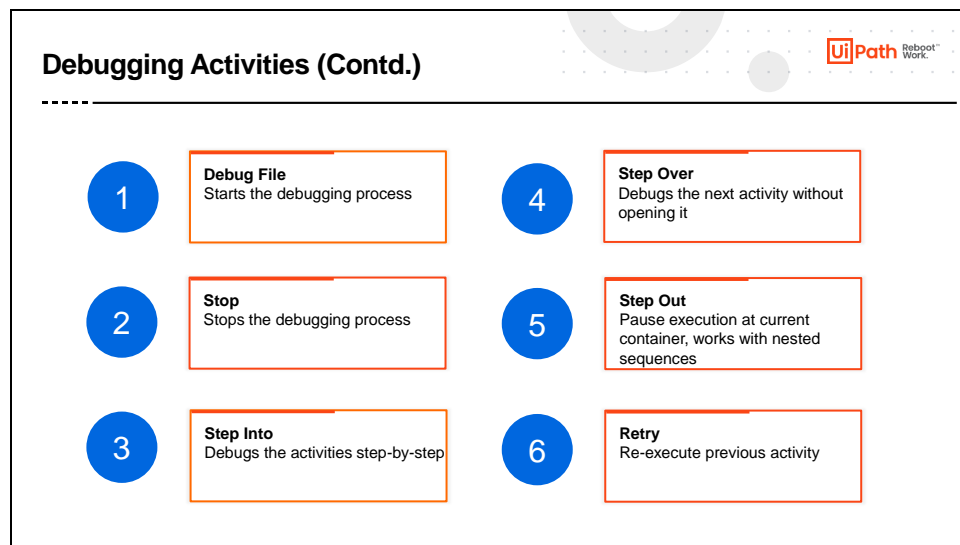 Debugging Activities (Contd.)
UiPath Reboot™
Work.
1
Debug File
Starts the debugging process
2
Stop
Stops the debugging process
3
Step Into
Debugs the activities step-by-step
4
Step Over
Debugs the next activity without
opening it
5
Step Out
Pause execution at current
container, works with nested
sequences
6
Retry
Re-execute previous activity